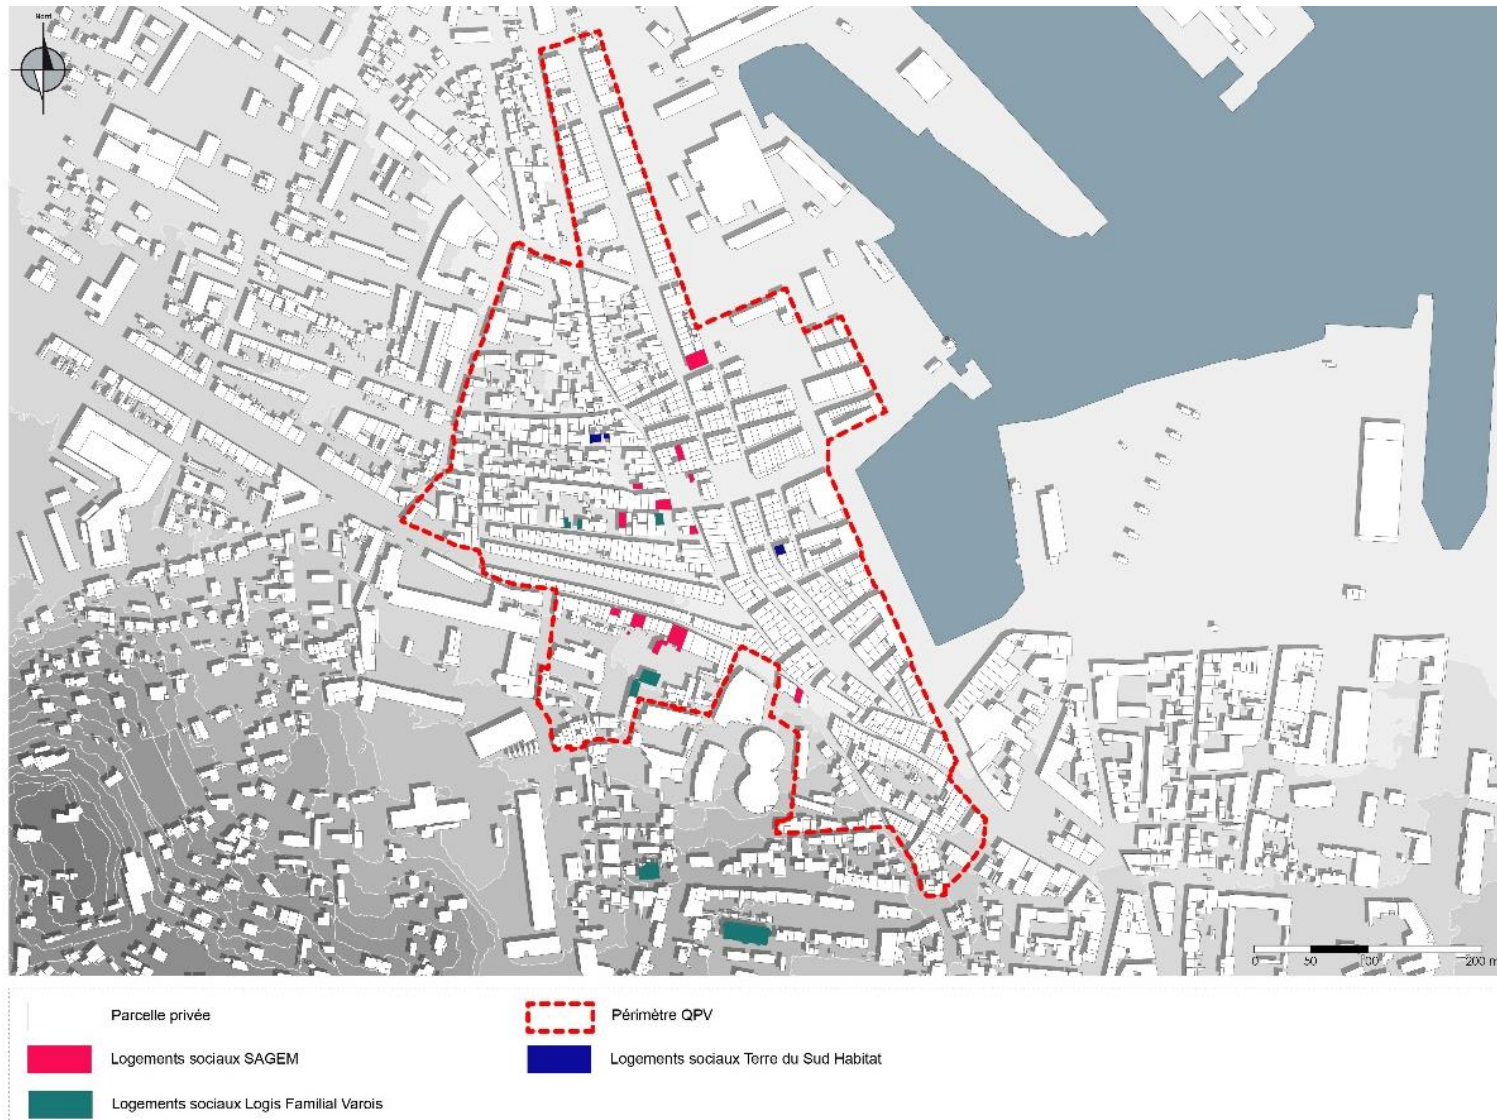 Nord
0 50 100 200 m
Parcelle privée
Périmètre QPV
Logements sociaux SAGEM
Logements sociaux Terre du Sud Habitat
Logements sociaux Logis Familial Varois